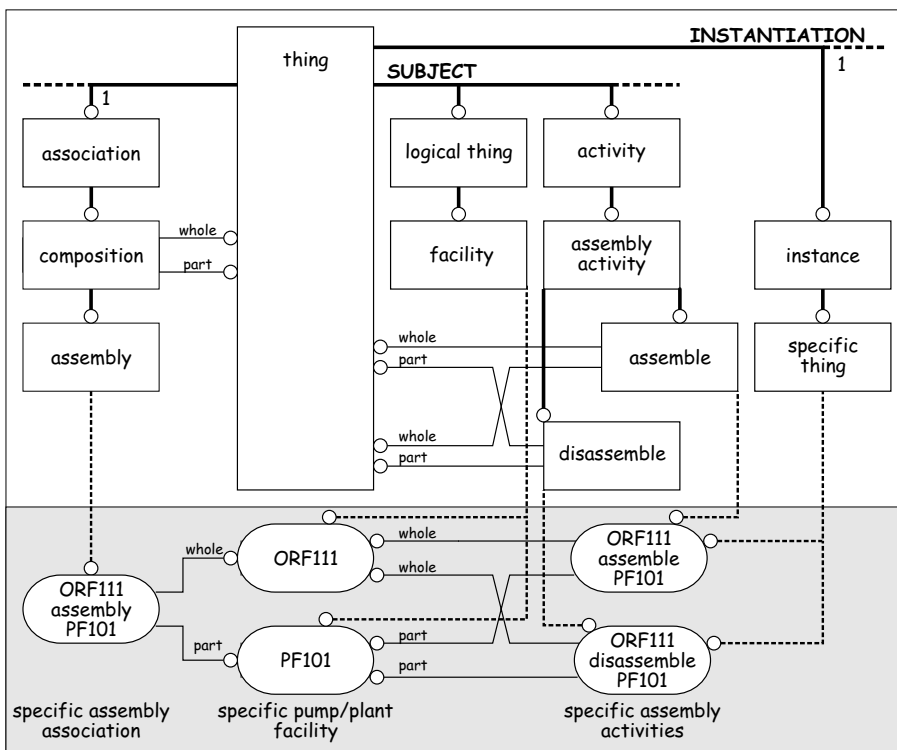 INSTANTIATION
thing
1
SUBJECT
1
association
logical thing
activity
whole
composition
part
facility
assembly
activity
instance
assembly
whole
part
assemble
specific
thing
whole
part
disassemble
whole
ORF111
whole
whole
ORF111
assemble
PF101
ORF111
assembly
PF101
part
PF101
part
part
ORF111
disassemble
PF101
specific assembly
association
specific pump/plant
facility
specific assembly
activities